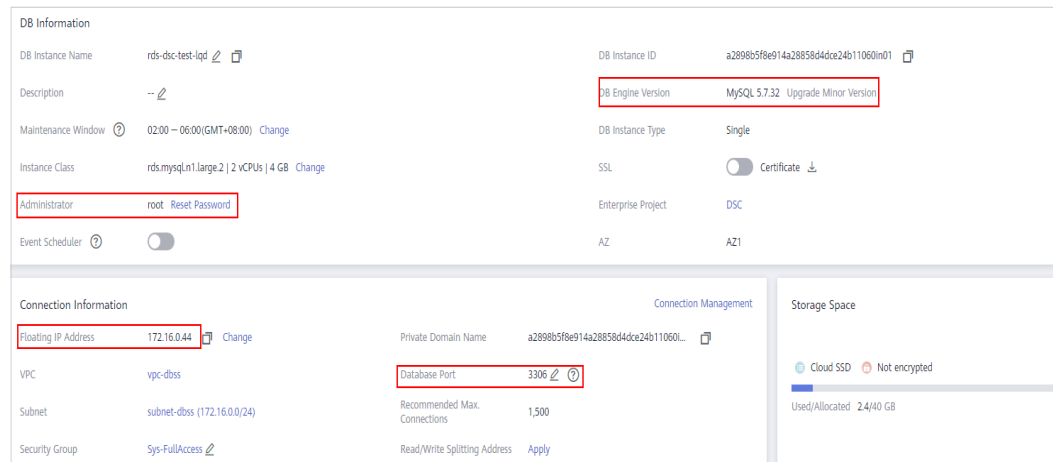 DB Information
DB Instance Name rds-dsc-test-lqd DB Instance ID a2898b5f8e914a28858d4dce24b11060in01
Description -- DB Engine Version MySQL 5.7.32 Upgrade Minor Version
Maintenance Window 02:00 – 06:00(GMT+08:00) Change DB Instance Type Single
Instance Class rds.mysql.n1.large.2 | 2 vCPUs | 4 GB Change SSL Certificate
Administrator root Reset Password Enterprise Project DSC
Event Scheduler AZ AZ1
Connection Information Connection Management Storage Space
Floating IP Address 172.16.0.44 Change Private Domain Name a2898b5f8e914a28858d4dce24b11060i...
VPC vpc-dbss Database Port 3306 Cloud SSD Not encrypted
Subnet subnet-dbss (172.16.0.0/24) Recommended Max. Connections 1,500 Used/Allocated 2.4/40 GB
Security Group Sys-FullAccess Read/Write Splitting Address Apply